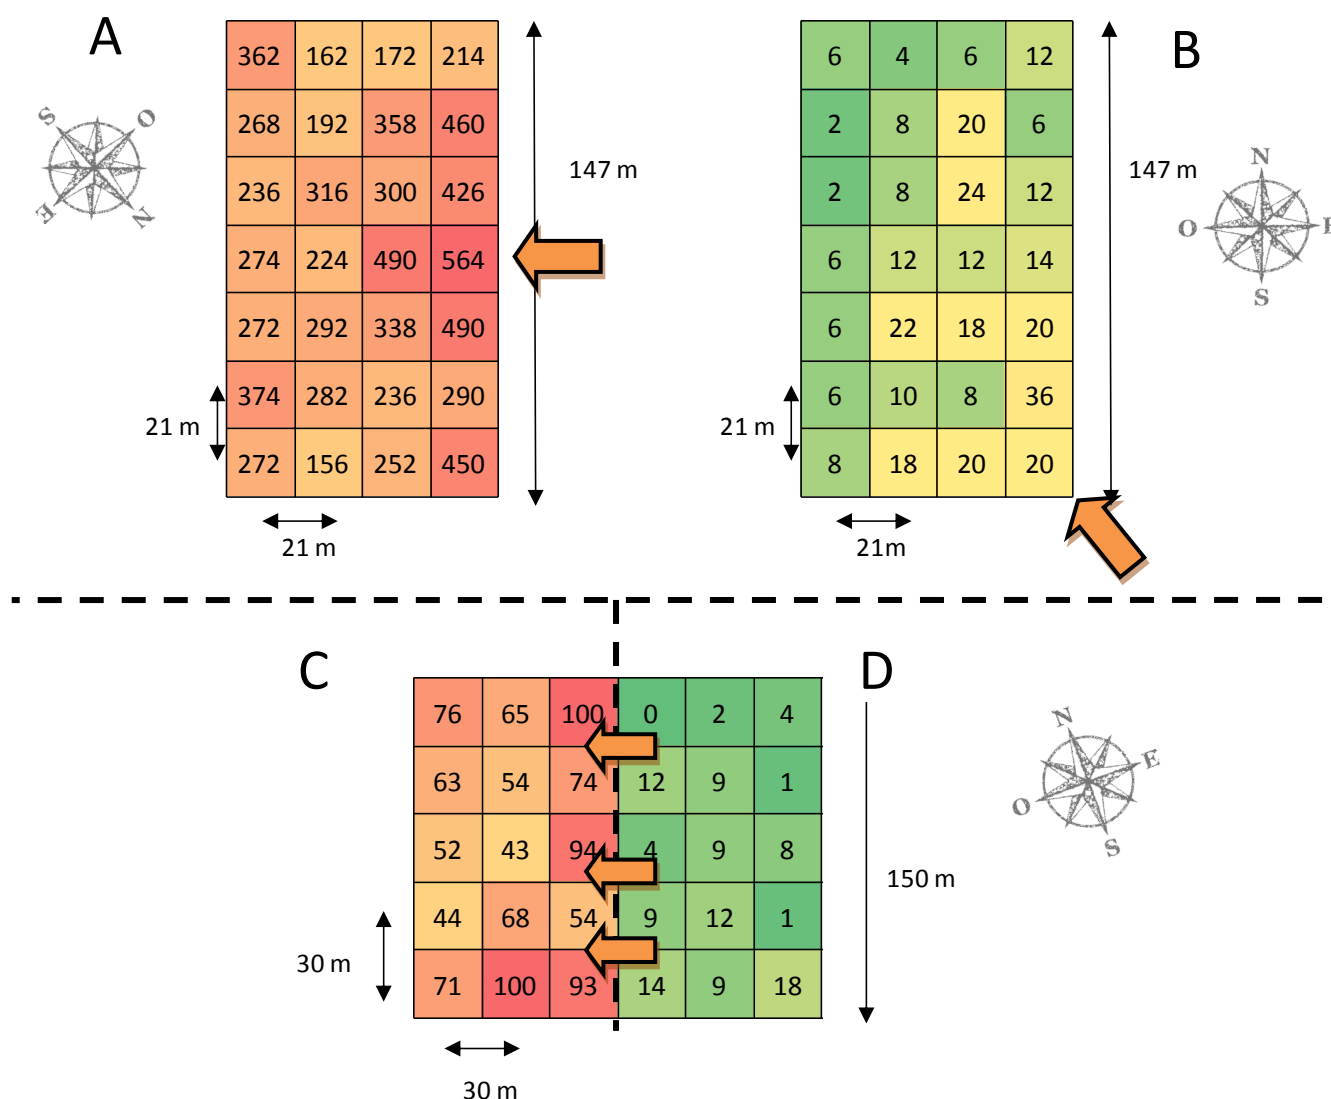 A
S O
E N
362 162 172 214
268 192 358 460
236 316 300 426
274 224 490 564
272 292 338 490
374 282 236 290
272 156 252 450
147 m
21 m
21 m
B
N
O E
S
6 4 6 12
2 8 20 6
2 8 24 12
6 12 12 14
6 22 18 20
6 10 8 36
8 18 20 20
147 m
21 m
21m
C
D
76 65 100 0 2 4
63 54 74 12 9 1
52 43 94 4 9 8
44 68 54 9 12 1
71 100 93 14 9 18
30 m
30 m
150 m
N
E
O
S